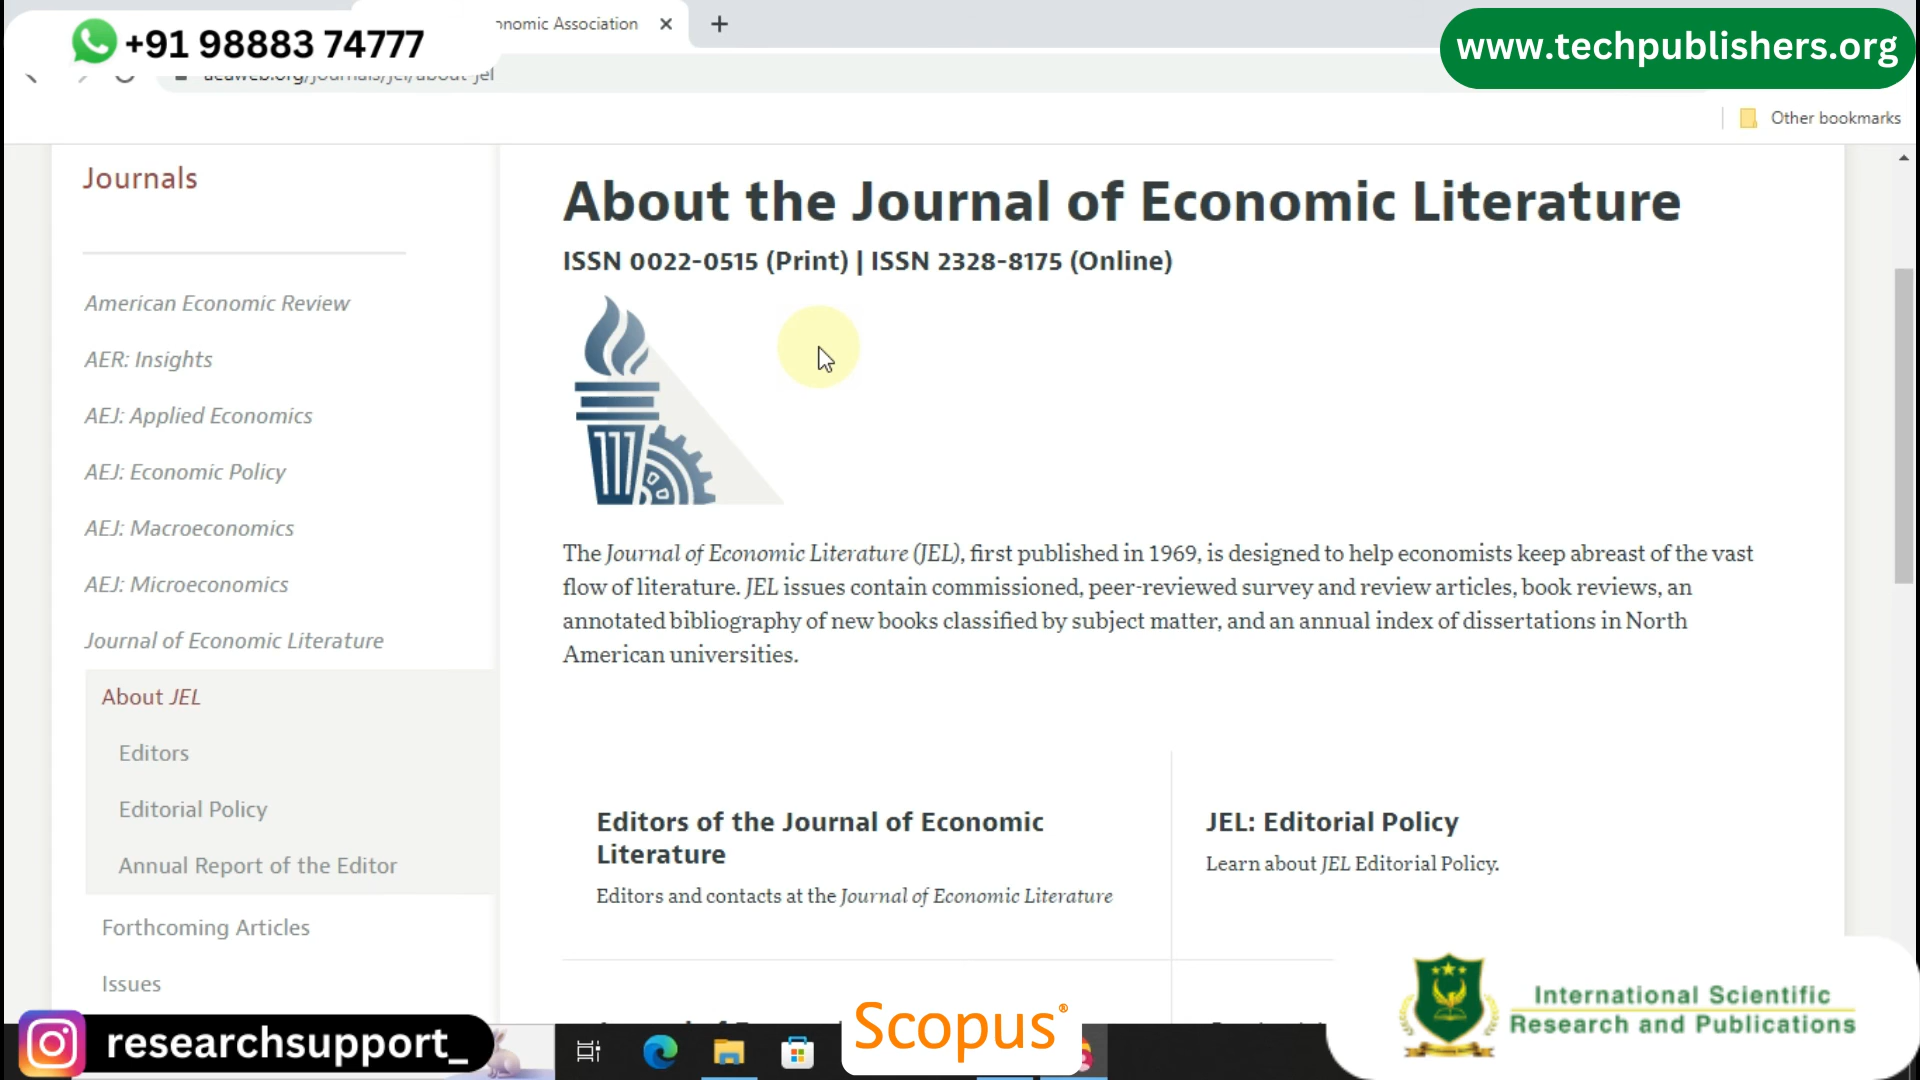 onomic Association
+91 98883 74777
www.techpublishers.org
aeaweb.org/journals/jel/about-jel
Other bookmarks
Journals
American Economic Review
AER: Insights
AEJ: Applied Economics
AEJ: Economic Policy
AEJ: Macroeconomics
AEJ: Microeconomics
Journal of Economic Literature
About JEL
Editors
Editorial Policy
Annual Report of the Editor
Forthcoming Articles
Issues
About the Journal of Economic Literature
ISSN 0022-0515 (Print) | ISSN 2328-8175 (Online)
The Journal of Economic Literature (JEL), first published in 1969, is designed to help economists keep abreast of the vast
flow of literature. JEL issues contain commissioned, peer-reviewed survey and review articles, book reviews, an
annotated bibliography of new books classified by subject matter, and an annual index of dissertations in North
American universities.
Editors of the Journal of Economic
Literature
Editors and contacts at the Journal of Economic Literature
JEL: Editorial Policy
Learn about JEL Editorial Policy.
researchsupport_
Scopus®
International Scientific
Research and Publications